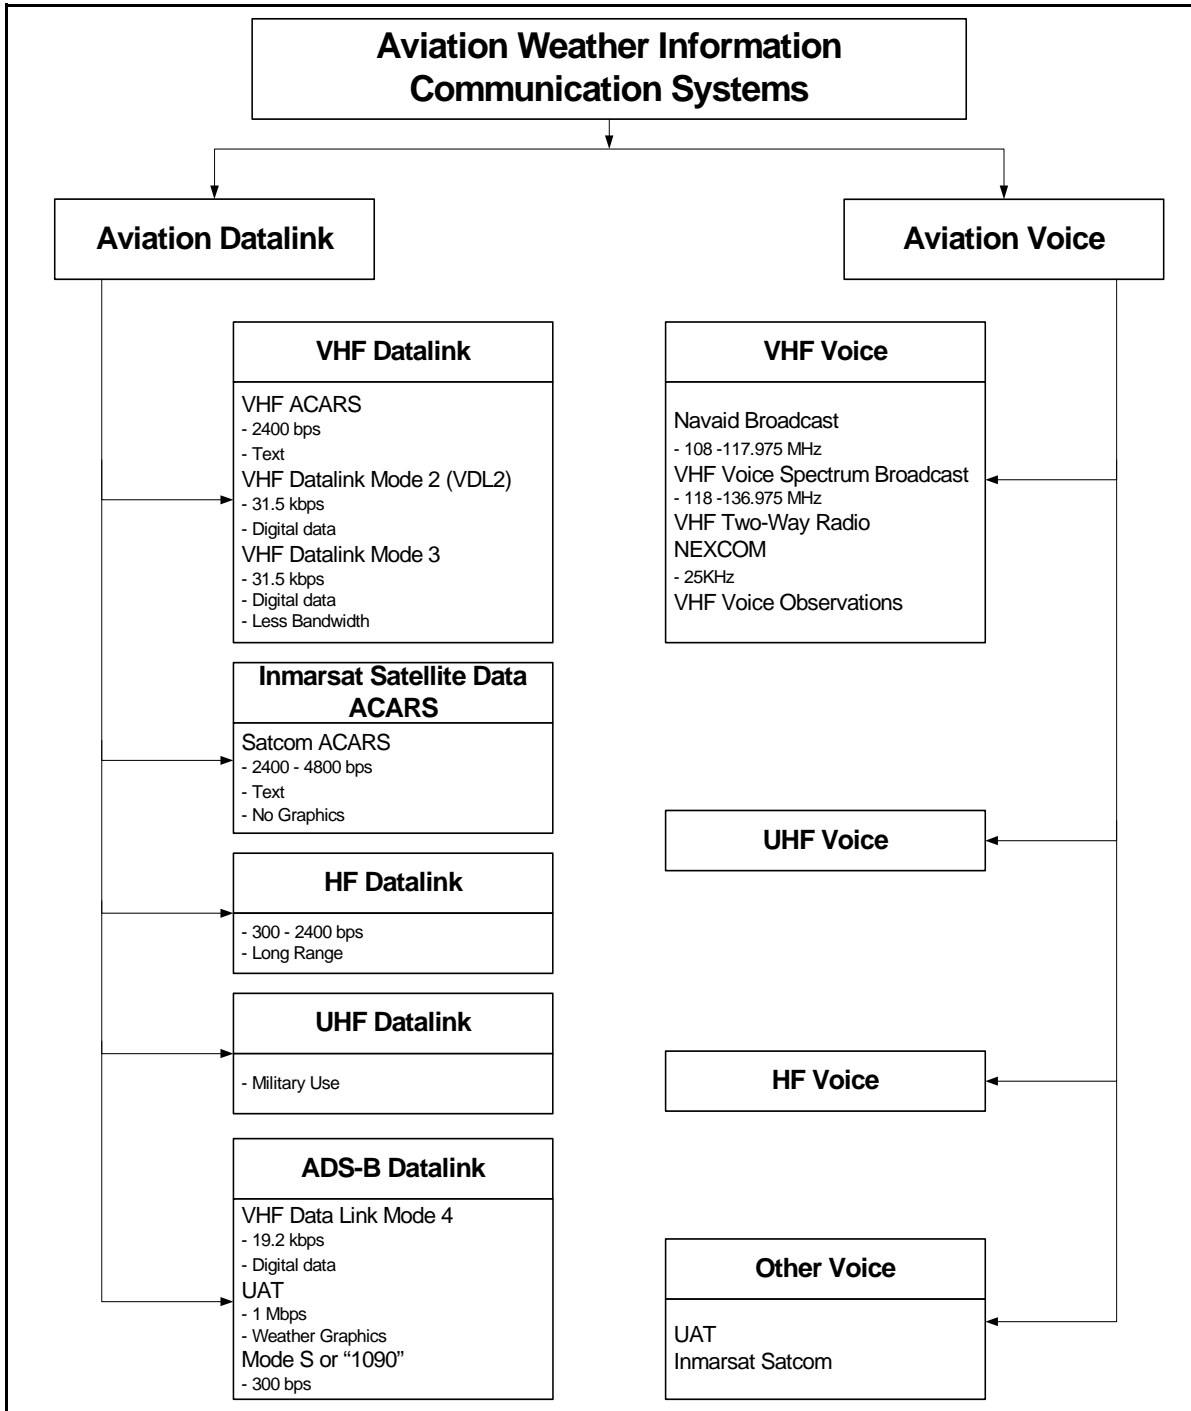 Aviation Weather Information
Communication Systems
Aviation Datalink
Aviation Voice
VHF Datalink
VHF ACARS
- 2400 bps
- Text
VHF Datalink Mode 2 (VDL2)
- 31.5 kbps
- Digital data
VHF Datalink Mode 3
- 31.5 kbps
- Digital data
- Less Bandwidth
Inmarsat Satellite Data
ACARS
Satcom ACARS
- 2400 - 4800 bps
- Text
- No Graphics
HF Datalink
- 300 - 2400 bps
- Long Range
UHF Datalink
- Military Use
ADS-B Datalink
VHF Data Link Mode 4
- 19.2 kbps
- Digital data
UAT
- 1 Mbps
- Weather Graphics
Mode S or “1090”
- 300 bps
VHF Voice
Navaid Broadcast
- 108 -117.975 MHz
VHF Voice Spectrum Broadcast
- 118 -136.975 MHz
VHF Two-Way Radio
NEXCOM
- 25KHz
VHF Voice Observations
UHF Voice
HF Voice
Other Voice
UAT
Inmarsat Satcom